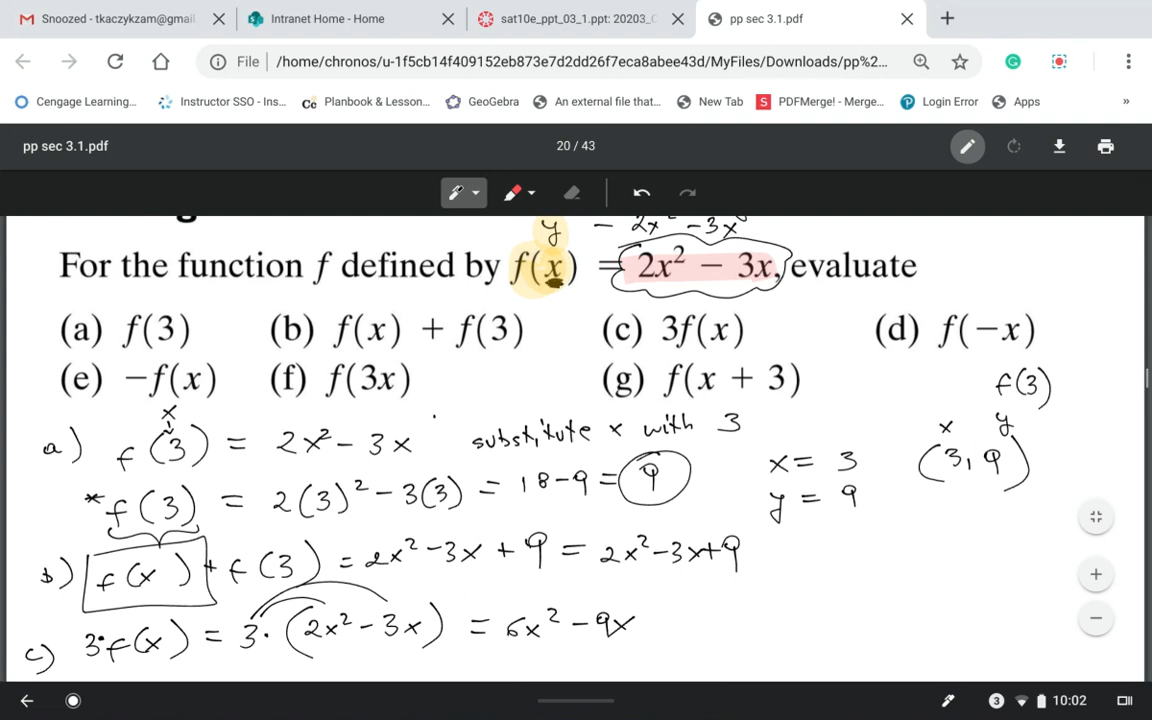 Snoozed - tkaczykzam@gmail
Intranet Home - Home
sat10e_ppt_03_1.ppt: 20203_C
pp sec 3.1.pdf
File | /home/chronos/u-1f5cb14f409152eb873e7d2dd26f7eca8abee43d/MyFiles/Downloads/pp%2...
Cengage Learning...
Instructor SSO - Ins...
Planbook & Lesson...
GeoGebra
An external file that...
New Tab
PDFMerge! - Merge...
Login Error
Apps
»
pp sec 3.1.pdf
20 / 43
y = 2x² - 3x
For the function f defined by f(x) = 2x² − 3x, evaluate
(a) f(3) (b) f(x) + f(3) (c) 3f(x) (d) f(−x)
(e) −f(x) (f) f(3x) (g) f(x + 3)
f(3)
x
a) f(3) = 2x² - 3x substitute x with 3
x y
x = 3 (3, 9)
*f(3) = 2(3)² - 3(3) = 18 - 9 = 9
y = 9
b) f(x) + f(3) = 2x² - 3x + 9 = 2x² - 3x + 9
c) 3·f(x) = 3·(2x² - 3x) = 6x² - 9x
3
10:02